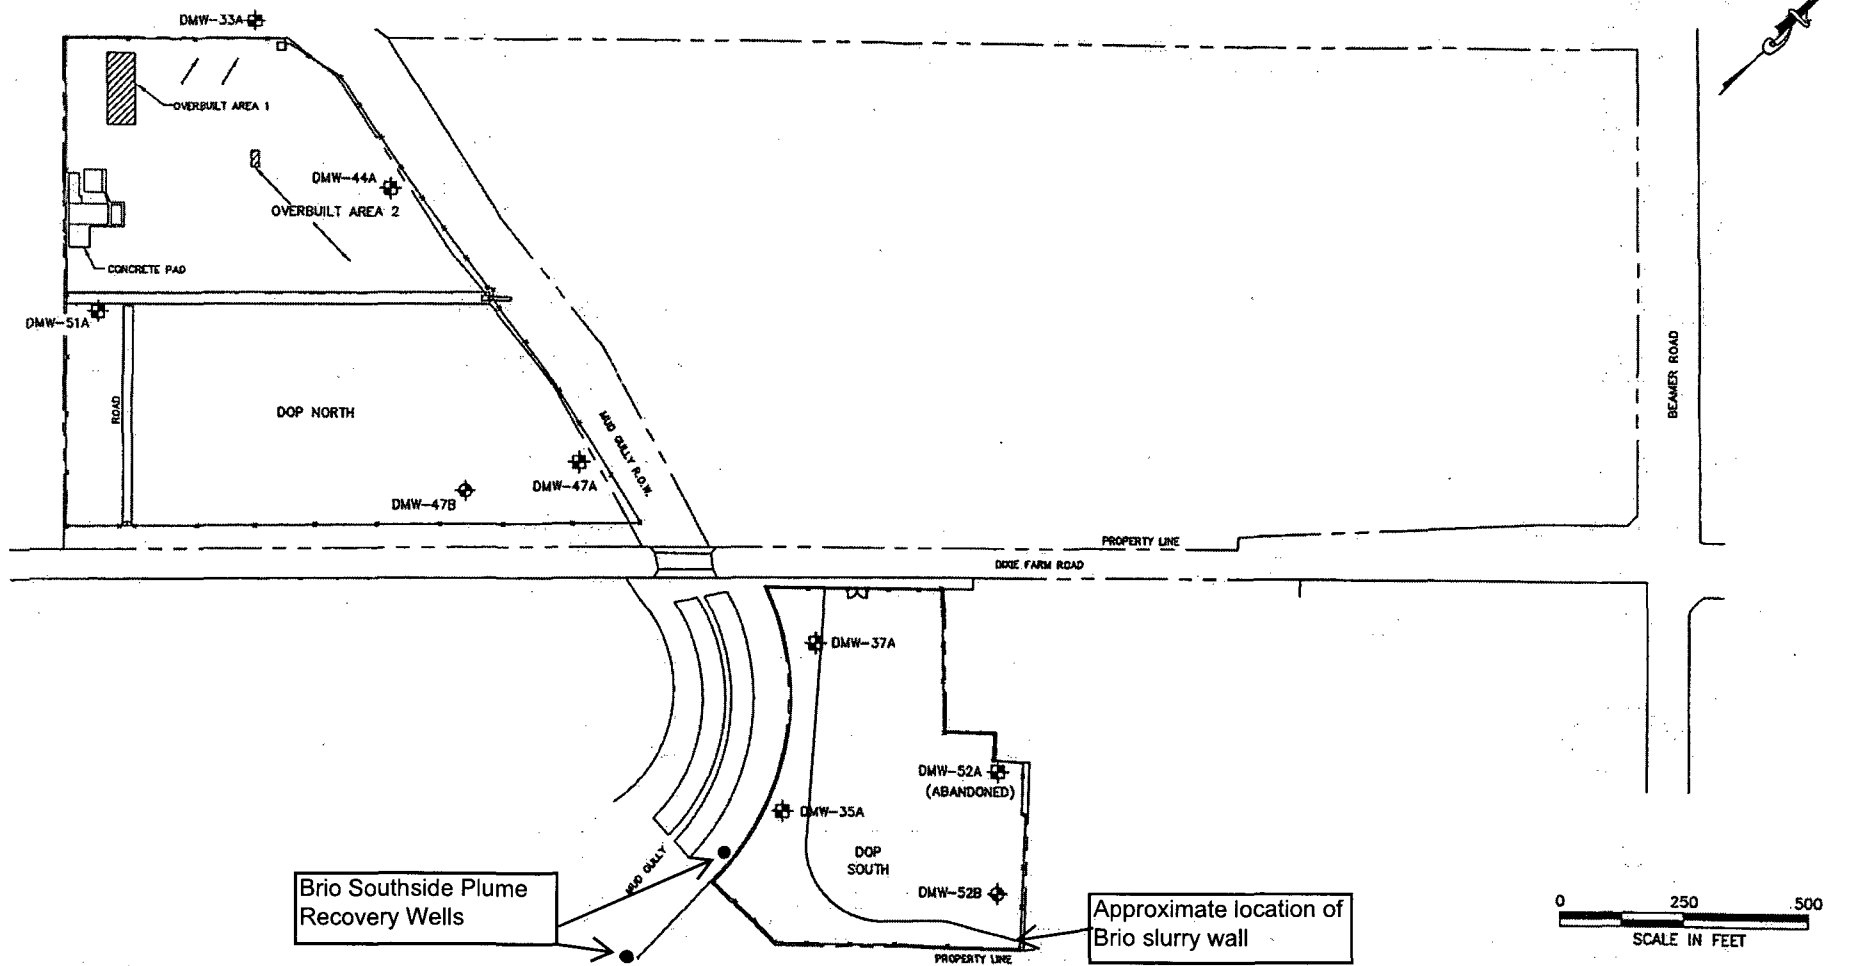 DMW-33A
OVERBUILT AREA 1
DMW-44A
OVERBUILT AREA 2
CONCRETE PAD
DMW-51A
ROAD
DOP NORTH
MUD GULLY R.O.W.
DMW-47A
DMW-47B
BEAMER ROAD
PROPERTY LINE
DIXIE FARM ROAD
DMW-37A
DMW-52A
(ABANDONED)
DMW-35A
DOP
SOUTH
MUD GULLY
DMW-52B
Brio Southside Plume
Recovery Wells
Approximate location of
Brio slurry wall
PROPERTY LINE
0 250 500
SCALE IN FEET